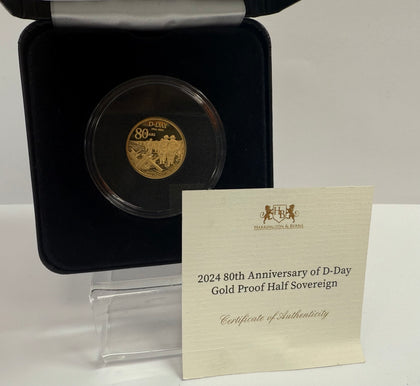 D-DAY
80
HARRINGTON & BYRNE
2024 80th Anniversary of D-Day
Gold Proof Half Sovereign
Certificate of Authenticity